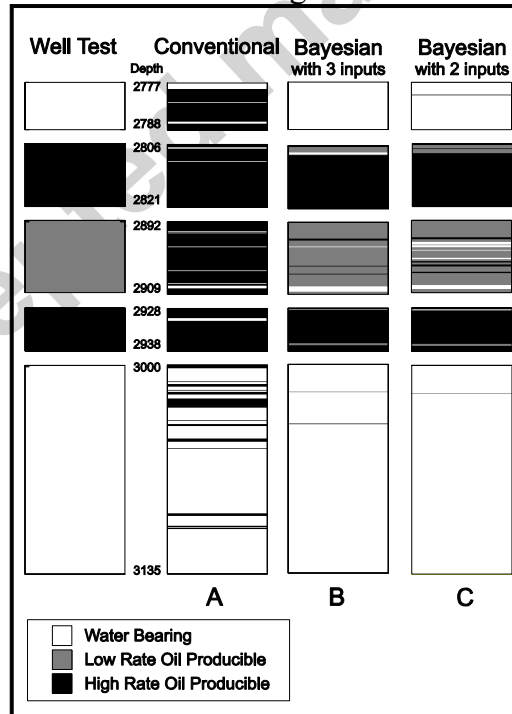 Well Test
Conventional
Bayesian
with 3 inputs
Bayesian
with 2 inputs
Depth
2777
2788
2806
2821
2892
2909
2928
2938
3000
3135
A
B
C
Water Bearing
Low Rate Oil Producible
High Rate Oil Producible